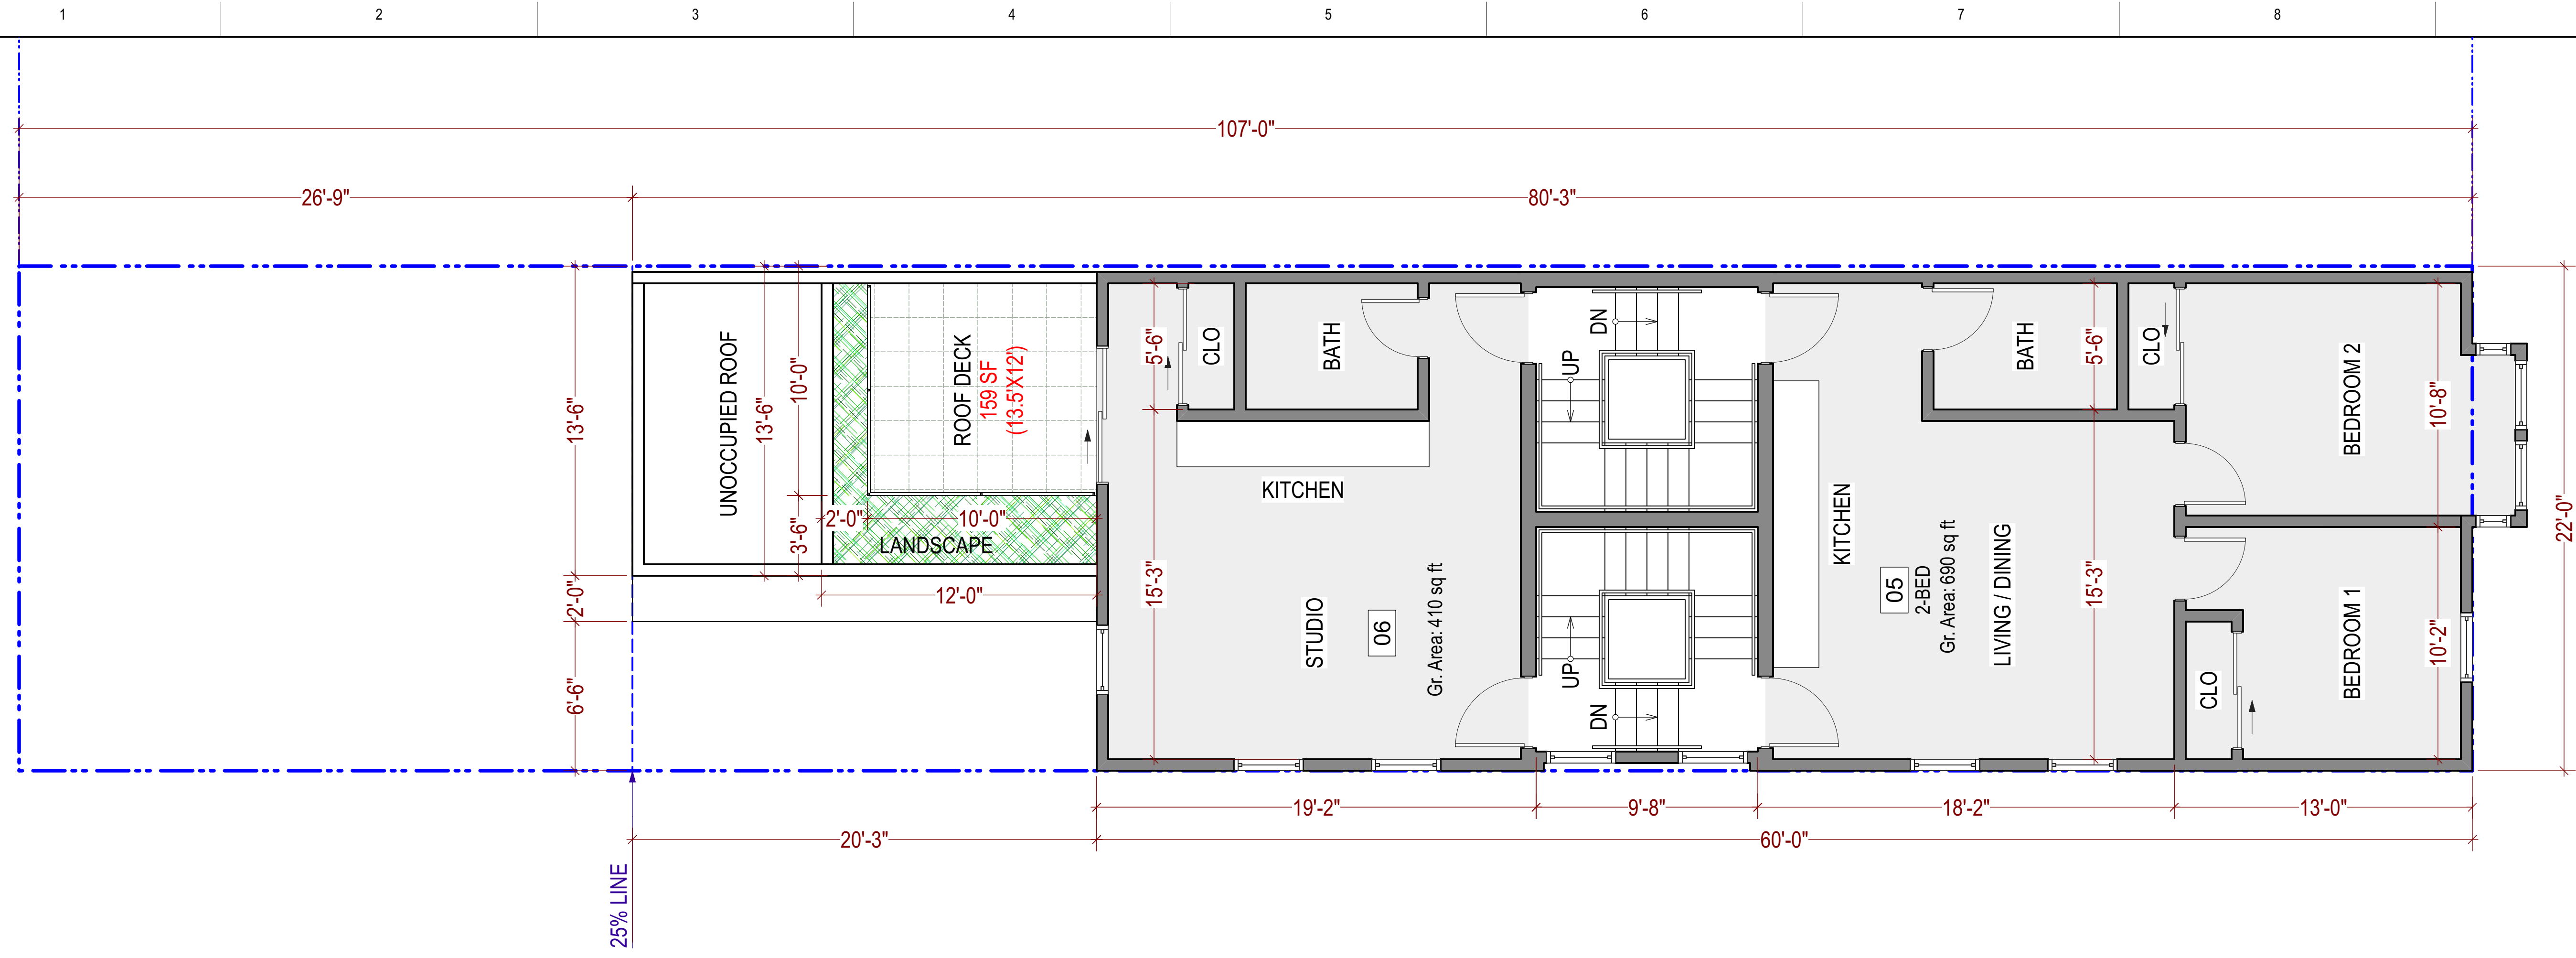 1
2
3
4
5
6
7
8
107'-0"
26'-9"
80'-3"
13'-6"
2'-0"
6'-6"
UNOCCUPIED ROOF
13'-6"
10'-0"
3'-6"
ROOF DECK
159 SF
(13.5'X12')
2'-0"
10'-0"
LANDSCAPE
12'-0"
5'-6"
15'-3"
CLO
BATH
KITCHEN
STUDIO
06
Gr. Area: 410 sq ft
DN
UP
UP
DN
KITCHEN
05
2-BED
Gr. Area: 690 sq ft
LIVING / DINING
BATH
5'-6"
15'-3"
CLO
BEDROOM 2
10'-8"
CLO
BEDROOM 1
10'-2"
22'-0"
19'-2"
9'-8"
18'-2"
13'-0"
20'-3"
60'-0"
25% LINE